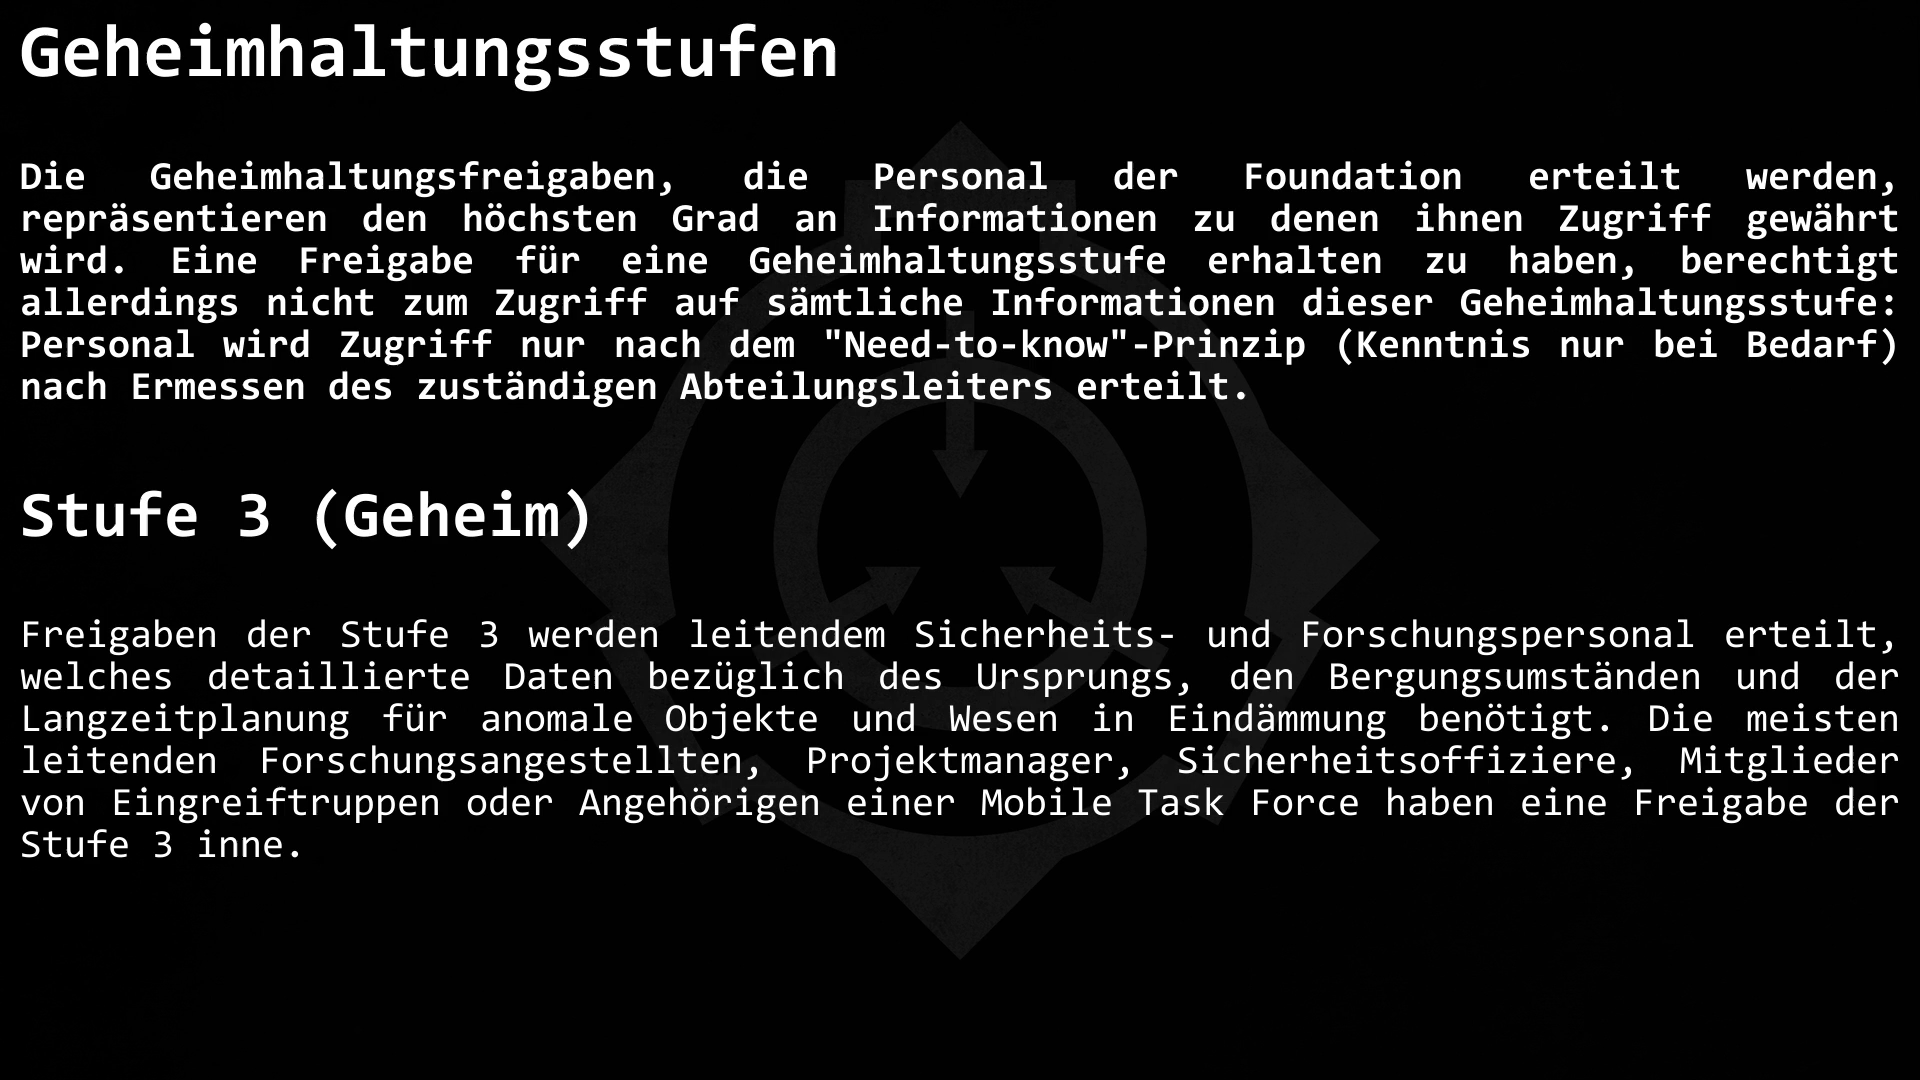 Geheimhaltungsstufen
Die Geheimhaltungsfreigaben, die Personal der Foundation erteilt werden,
repräsentieren den höchsten Grad an Informationen zu denen ihnen Zugriff gewährt
wird. Eine Freigabe für eine Geheimhaltungsstufe erhalten zu haben, berechtigt
allerdings nicht zum Zugriff auf sämtliche Informationen dieser Geheimhaltungsstufe:
Personal wird Zugriff nur nach dem "Need-to-know"-Prinzip (Kenntnis nur bei Bedarf)
nach Ermessen des zuständigen Abteilungsleiters erteilt.
Stufe 3 (Geheim)
Freigaben der Stufe 3 werden leitendem Sicherheits- und Forschungspersonal erteilt,
welches detaillierte Daten bezüglich des Ursprungs, den Bergungsumständen und der
Langzeitplanung für anomale Objekte und Wesen in Eindämmung benötigt. Die meisten
leitenden Forschungsangestellten, Projektmanager, Sicherheitsoffiziere, Mitglieder
von Eingreiftruppen oder Angehörigen einer Mobile Task Force haben eine Freigabe der
Stufe 3 inne.